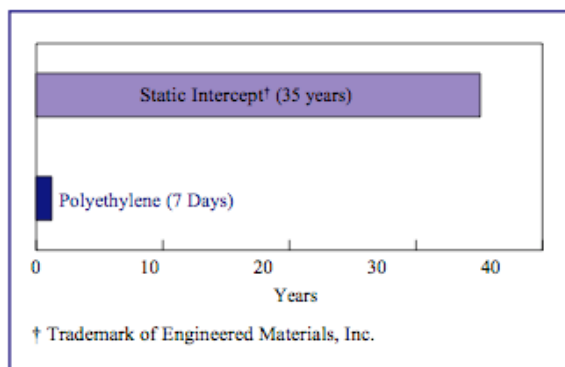 Static Intercept† (35 years)
Polyethylene (7 Days)
0 10 20 30 40
Years
† Trademark of Engineered Materials, Inc.